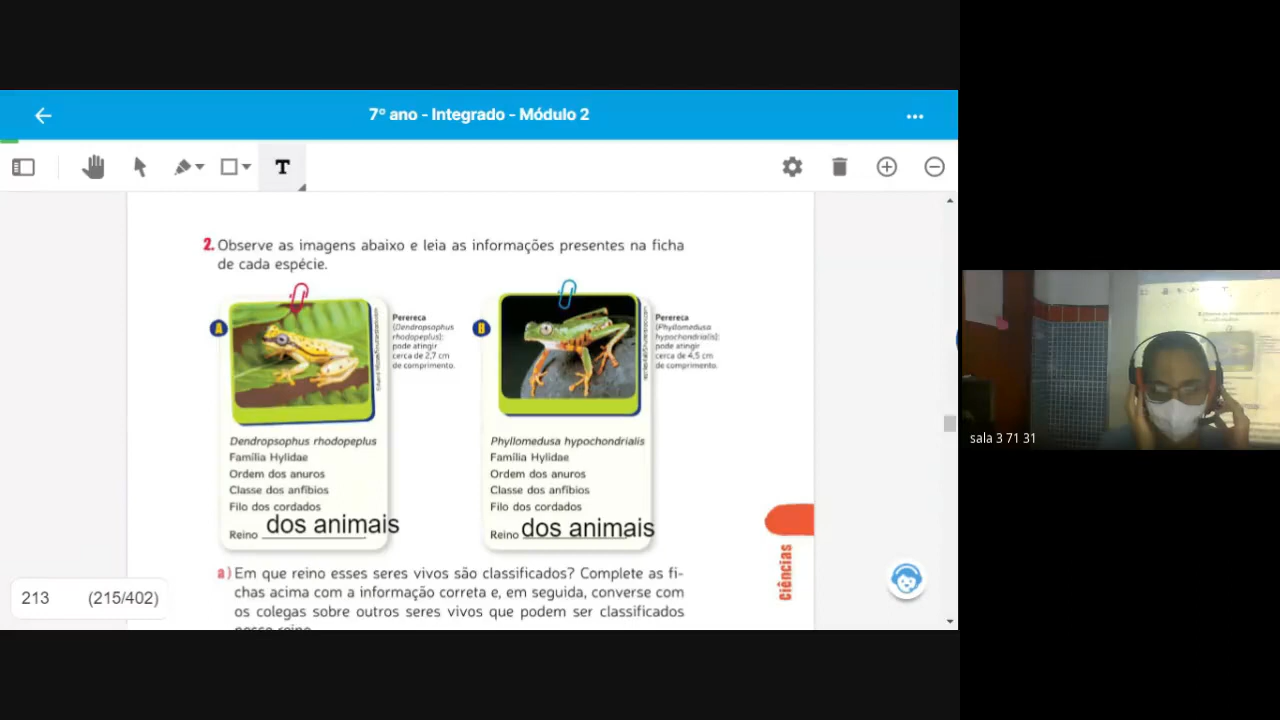 7º ano - Integrado - Módulo 2
T
2. Observe as imagens abaixo e leia as informações presentes na ficha
de cada espécie.
A
Perereca
(Dendropsophus
rhodopeplus):
pode atingir
cerca de 2,7 cm
de comprimento.
Dendropsophus rhodopeplus
Família Hylidae
Ordem dos anuros
Classe dos anfíbios
Filo dos cordados
Reino dos animais
B
Perereca
(Phyllomedusa
hypochondrialis):
pode atingir
cerca de 4,5 cm
de comprimento.
Phyllomedusa hypochondrialis
Família Hylidae
Ordem dos anuros
Classe dos anfíbios
Filo dos cordados
Reino dos animais
a) Em que reino esses seres vivos são classificados? Complete as fi-
chas acima com a informação correta e, em seguida, converse com
os colegas sobre outros seres vivos que podem ser classificados
nesse reino.
Ciências
213 (215/402)
sala 3 71 31